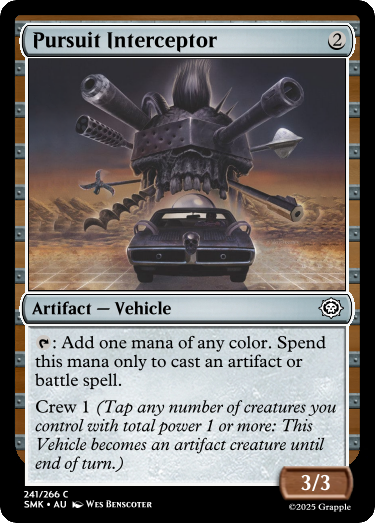 Pursuit Interceptor 2
Artifact — Vehicle
: Add one mana of any color. Spend
this mana only to cast an artifact or
battle spell.
Crew 1 (Tap any number of creatures you
control with total power 1 or more: This
Vehicle becomes an artifact creature until
end of turn.)
3/3
241/266 C
SMK • AU Wes Benscoter
©2025 Grapple